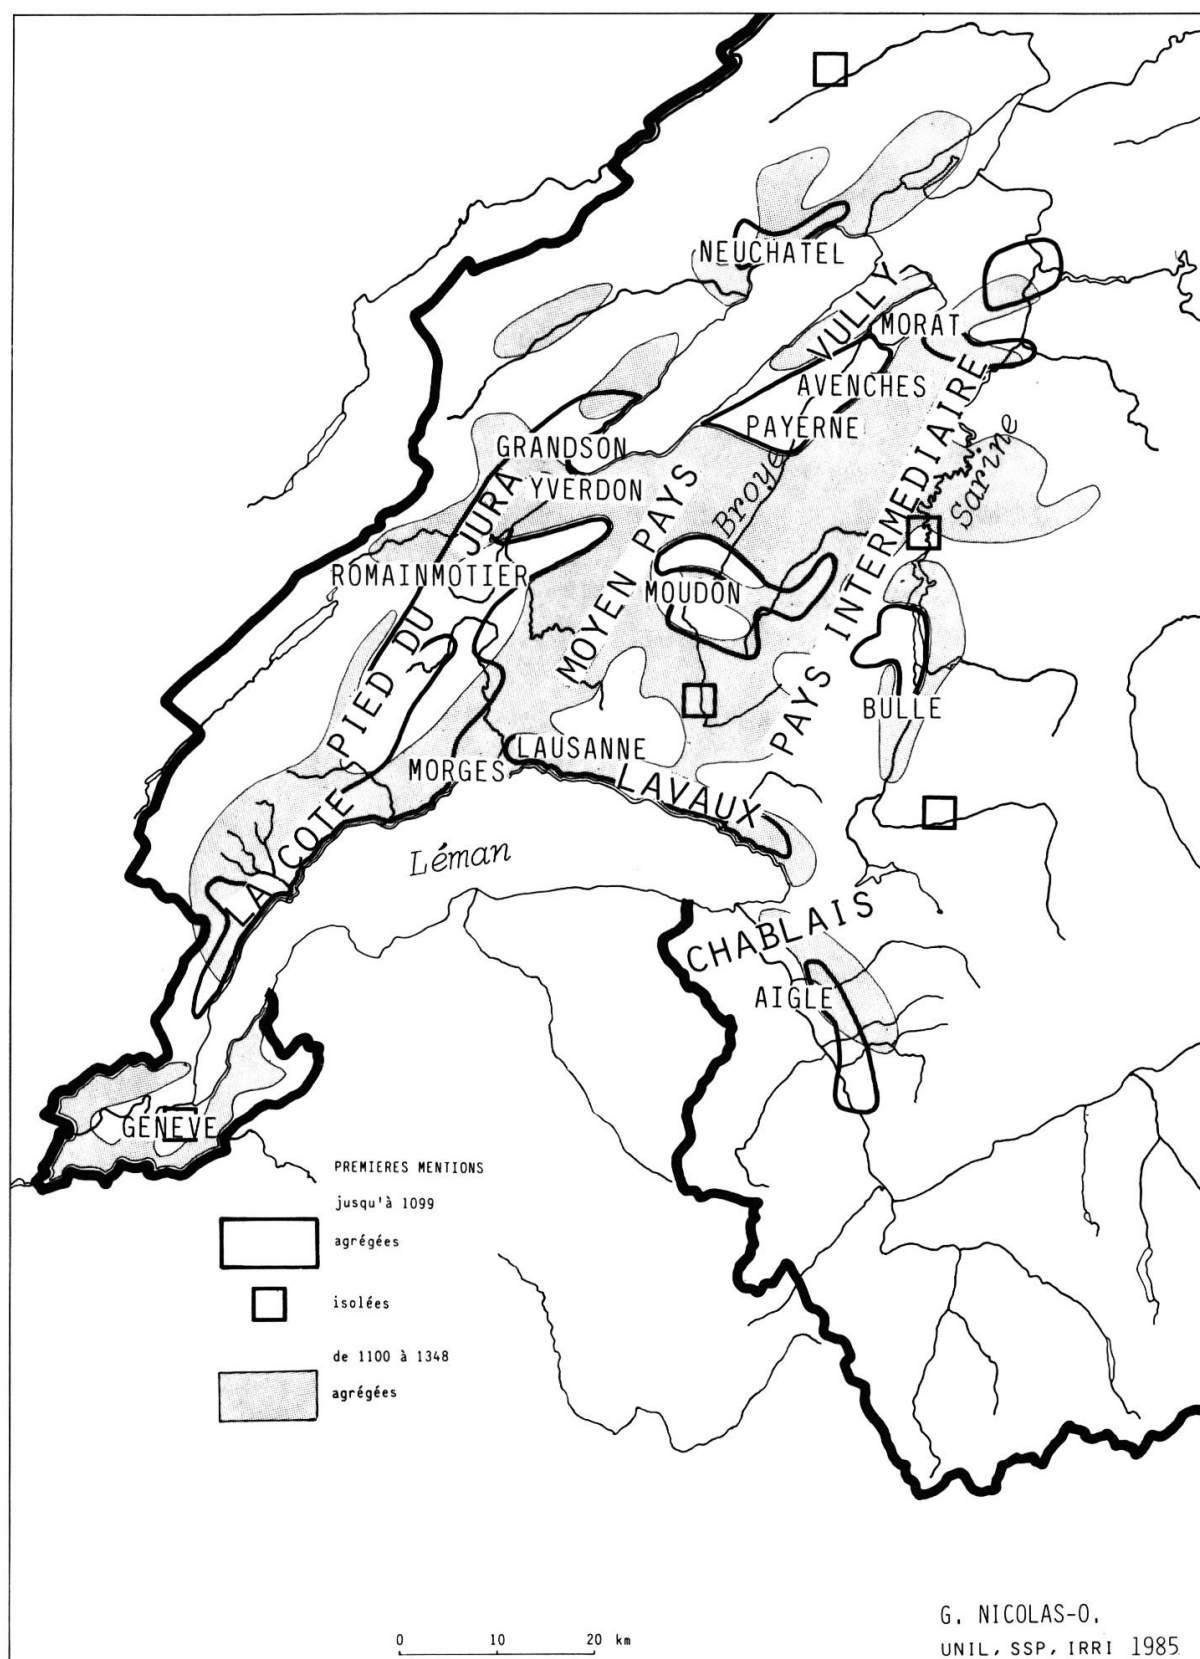 NEUCHATEL
VULLY
MORAT
AVENCHES
PAYERNE
GRANDSON
YVERDON
PIED DU JURA
MOYEN PAYS
Broye
PAYS INTERMEDIAIRE
Sarine
ROMAINMOTIER
MOUDON
BULLE
LAUSANNE
MORGES
LAVAUX
LA COTE
Léman
CHABLAIS
AIGLE
GENEVE
PREMIERES MENTIONS
jusqu'à 1099
agrégées
isolées
de 1100 à 1348
agrégées
0 10 20 km
G. NICOLAS-O.
UNIL, SSP, IRRI 1985